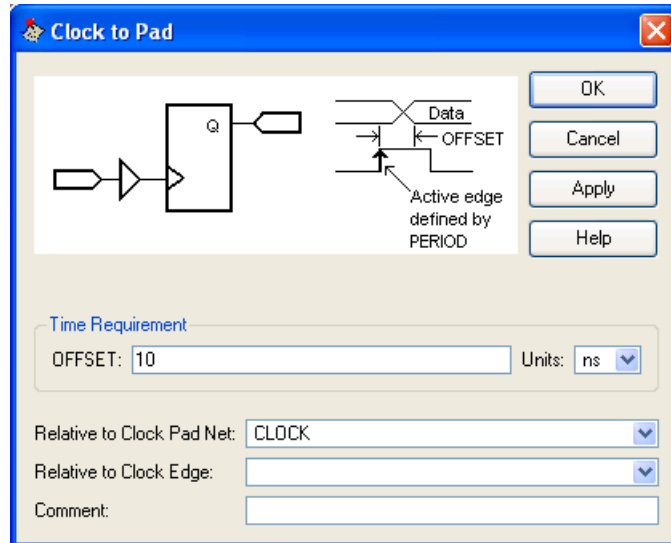 Clock to Pad
Q
Data
OFFSET
Active edge
defined by
PERIOD
OK
Cancel
Apply
Help
Time Requirement
OFFSET: 10 Units: ns
Relative to Clock Pad Net: CLOCK
Relative to Clock Edge:
Comment: